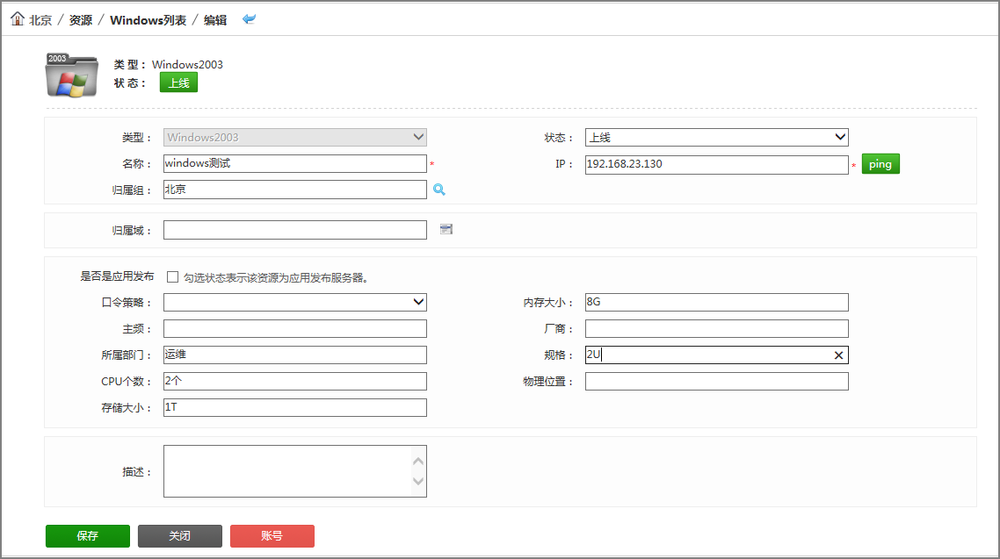 北京 / 资源 / Windows列表 / 编辑
2003
类 型： Windows2003
状 态： 上线
类型： Windows2003 状态： 上线
名称： windows测试 * IP： 192.168.23.130 * ping
归属组： 北京
归属域：
是否是应用发布 勾选状态表示该资源为应用发布服务器。
口令策略： 内存大小： 8G
主频： 厂商：
所属部门： 运维 规格： 2U
CPU个数： 2个 物理位置：
存储大小： 1T
描述：
保存 关闭 账号